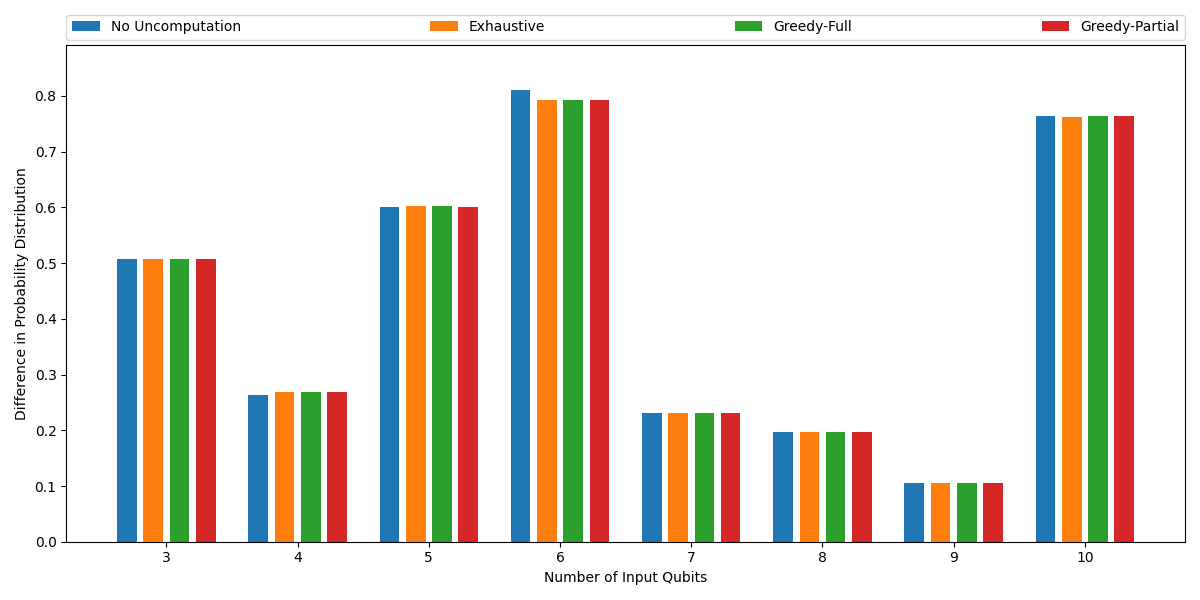 No Uncomputation Exhaustive Greedy-Full Greedy-Partial
Difference in Probability Distribution
0.8
0.7
0.6
0.5
0.4
0.3
0.2
0.1
0.0
3 4 5 6 7 8 9 10
Number of Input Qubits